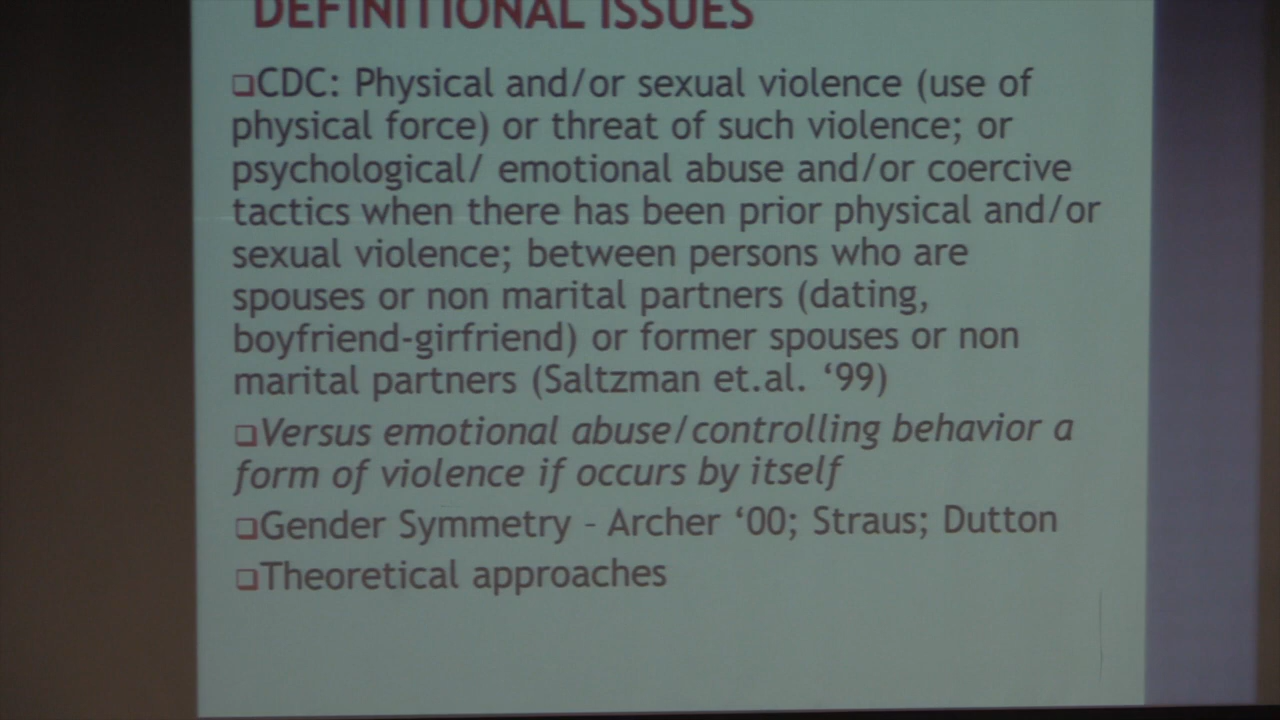 DEFINITIONAL ISSUES
❑CDC: Physical and/or sexual violence (use of
physical force) or threat of such violence; or
psychological/ emotional abuse and/or coercive
tactics when there has been prior physical and/or
sexual violence; between persons who are
spouses or non marital partners (dating,
boyfriend-girfriend) or former spouses or non
marital partners (Saltzman et.al. ‘99)
❑Versus emotional abuse/controlling behavior a
form of violence if occurs by itself
❑Gender Symmetry – Archer ‘00; Straus; Dutton
❑Theoretical approaches